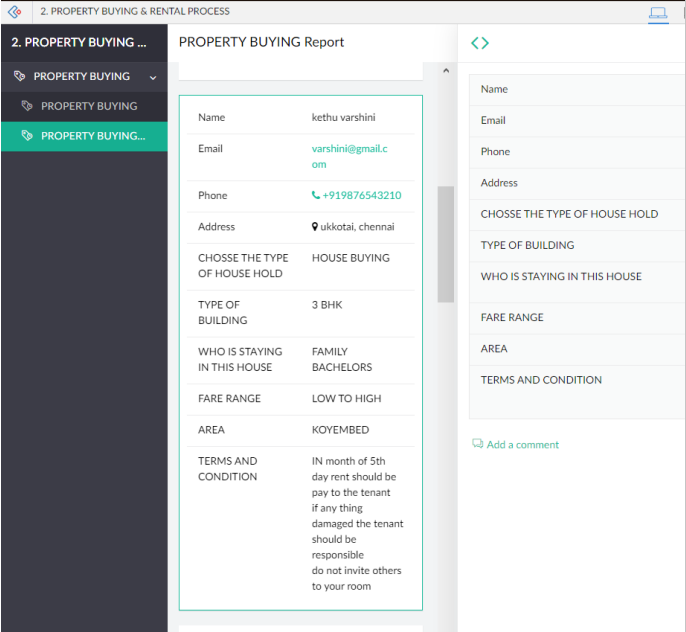 2. PROPERTY BUYING & RENTAL PROCESS
2. PROPERTY BUYING ...
PROPERTY BUYING
PROPERTY BUYING
PROPERTY BUYING...
PROPERTY BUYING Report
Name kethu varshini
Email varshini@gmail.c
om
Phone +919876543210
Address ukkotai, chennai
CHOSSE THE TYPE HOUSE BUYING
OF HOUSE HOLD
TYPE OF 3 BHK
BUILDING
WHO IS STAYING FAMILY
IN THIS HOUSE BACHELORS
FARE RANGE LOW TO HIGH
AREA KOYEMBED
TERMS AND IN month of 5th
CONDITION day rent should be
pay to the tenant
if any thing
damaged the tenant
should be
responsible
do not invite others
to your room
Name
Email
Phone
Address
CHOSSE THE TYPE OF HOUSE HOLD
TYPE OF BUILDING
WHO IS STAYING IN THIS HOUSE
FARE RANGE
AREA
TERMS AND CONDITION
Add a comment